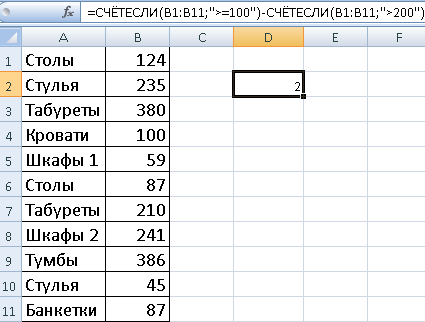 =СЧЁТЕСЛИ(B1:B11;">=100")-СЧЁТЕСЛИ(B1:B11;">200")
A B C D E F
1 Столы 124
2 Стулья 235 2
3 Табуреты 380
4 Кровати 100
5 Шкафы 1 59
6 Столы 87
7 Табуреты 210
8 Шкафы 2 241
9 Тумбы 386
10 Стулья 45
11 Банкетки 87